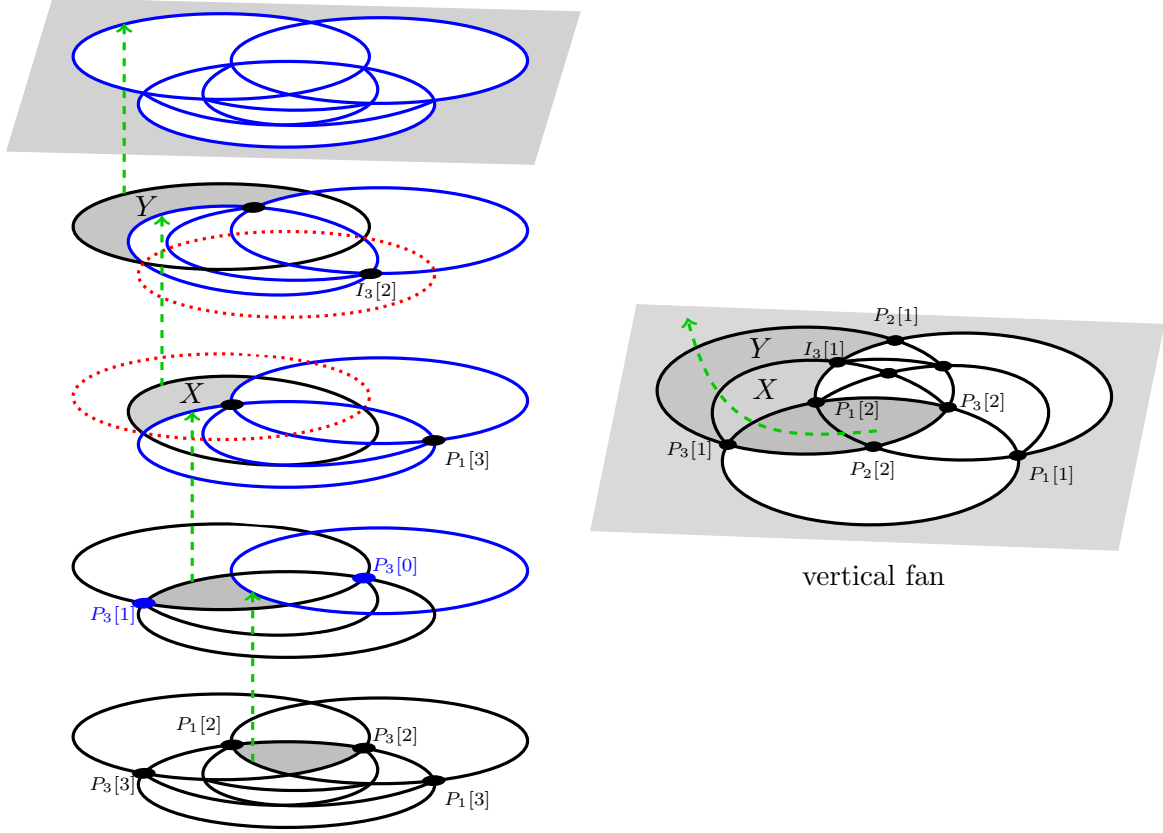 Y
I₃[2]
X
P₁[3]
P₃[0]
P₃[1]
P₁[2]
P₃[2]
P₃[3]
P₁[3]
P₂[1]
Y
I₃[1]
X
P₁[2]
P₃[2]
P₃[1]
P₂[2]
P₁[1]
vertical fan